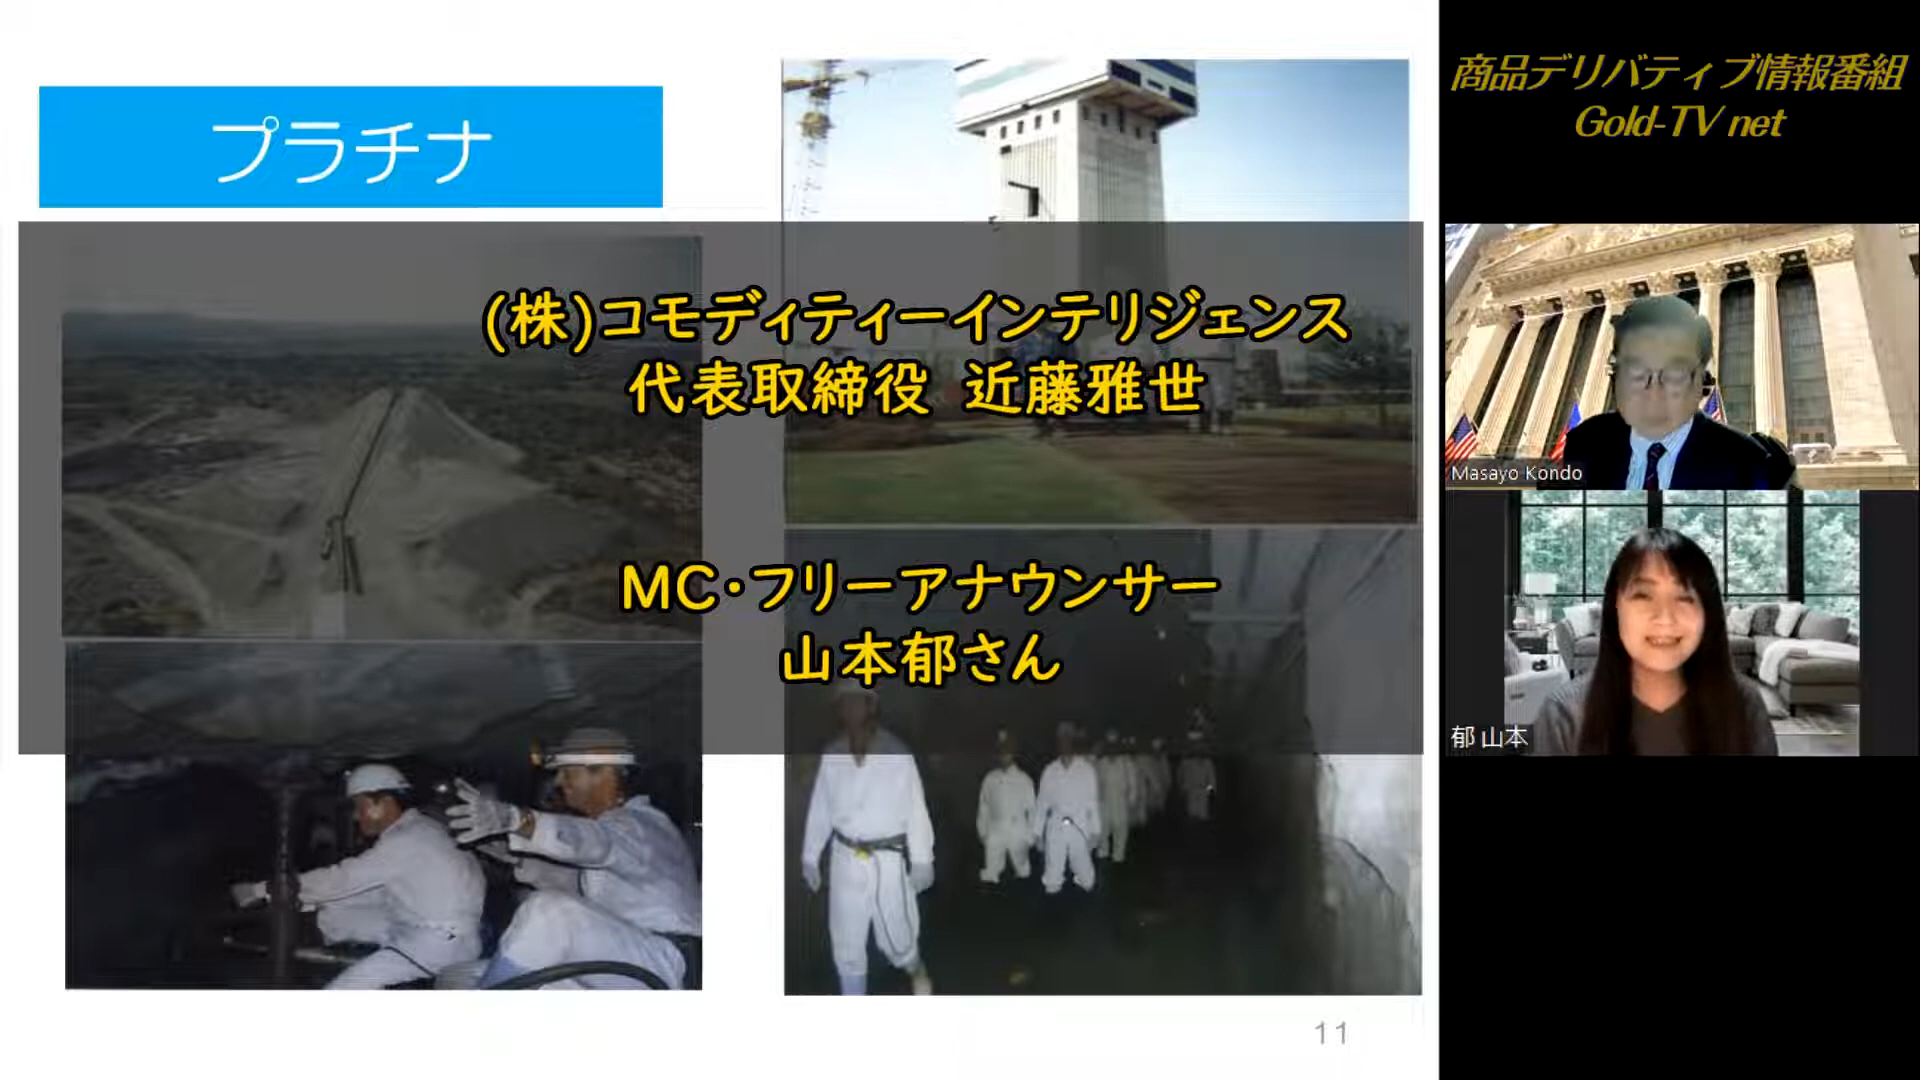 プラチナ
(株)コモディティーインテリジェンス
代表取締役 近藤雅世
MC・フリーアナウンサー
山本郁さん
11
商品デリバティブ情報番組
Gold-TV net
Masayo Kondo
郁 山本